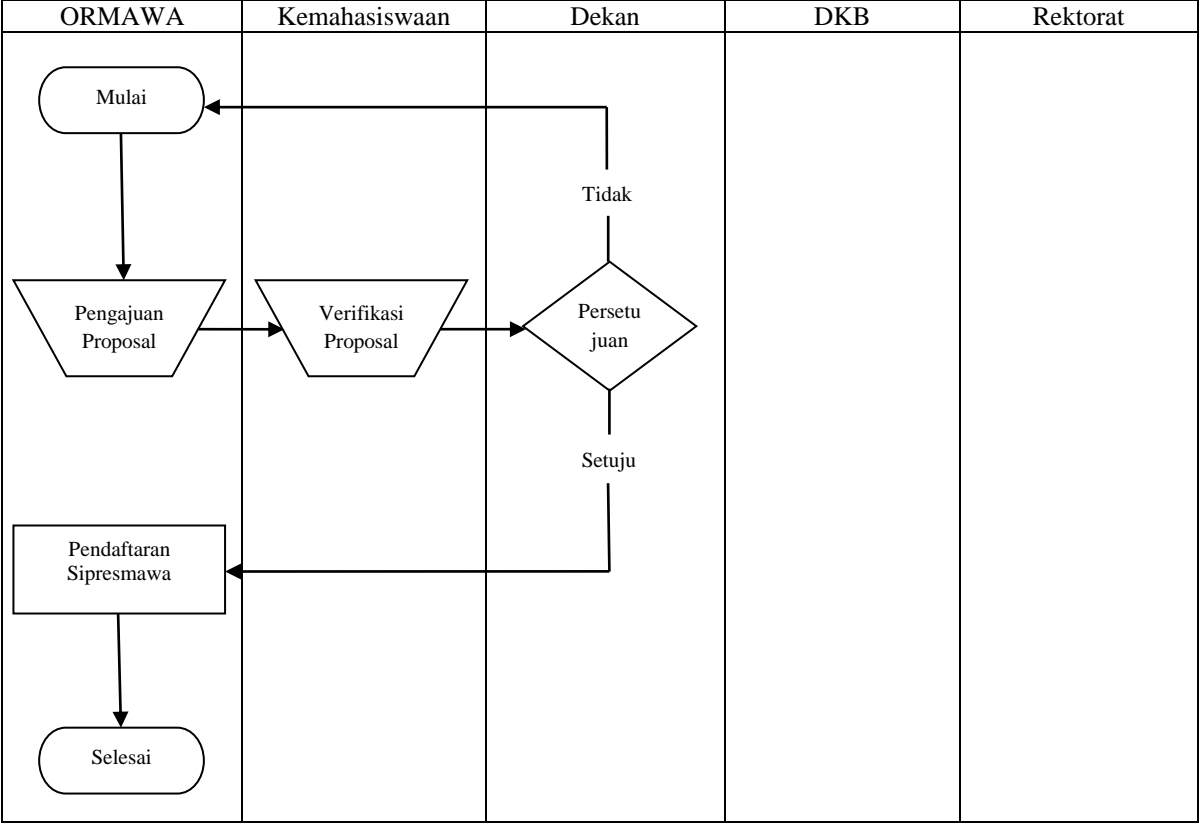 ORMAWA
Kemahasiswaan
Dekan
DKB
Rektorat
Mulai
Tidak
Pengajuan
Proposal
Verifikasi
Proposal
Persetu
juan
Setuju
Pendaftaran
Sipresmawa
Selesai